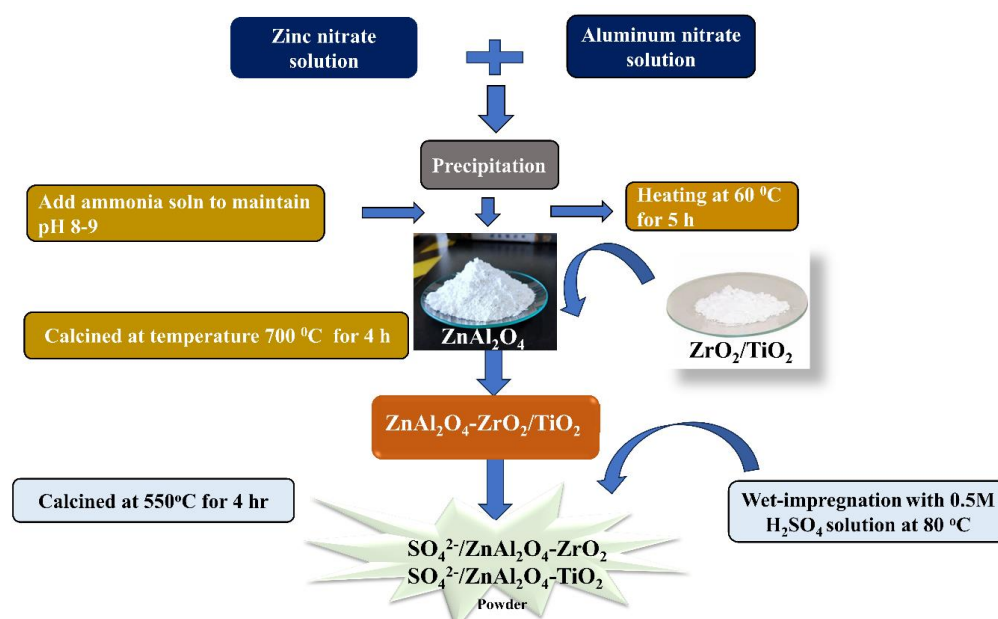 Zinc nitrate
solution
Aluminum nitrate
solution
Precipitation
Add ammonia soln to maintain
pH 8-9
Heating at 60 ⁰C
for 5 h
ZnAl₂O₄
ZrO₂/TiO₂
Calcined at temperature 700 ⁰C for 4 h
ZnAl₂O₄-ZrO₂/TiO₂
Calcined at 550°C for 4 hr
Wet-impregnation with 0.5M
H₂SO₄ solution at 80 °C
SO₄²⁻/ZnAl₂O₄-ZrO₂
SO₄²⁻/ZnAl₂O₄-TiO₂
Powder